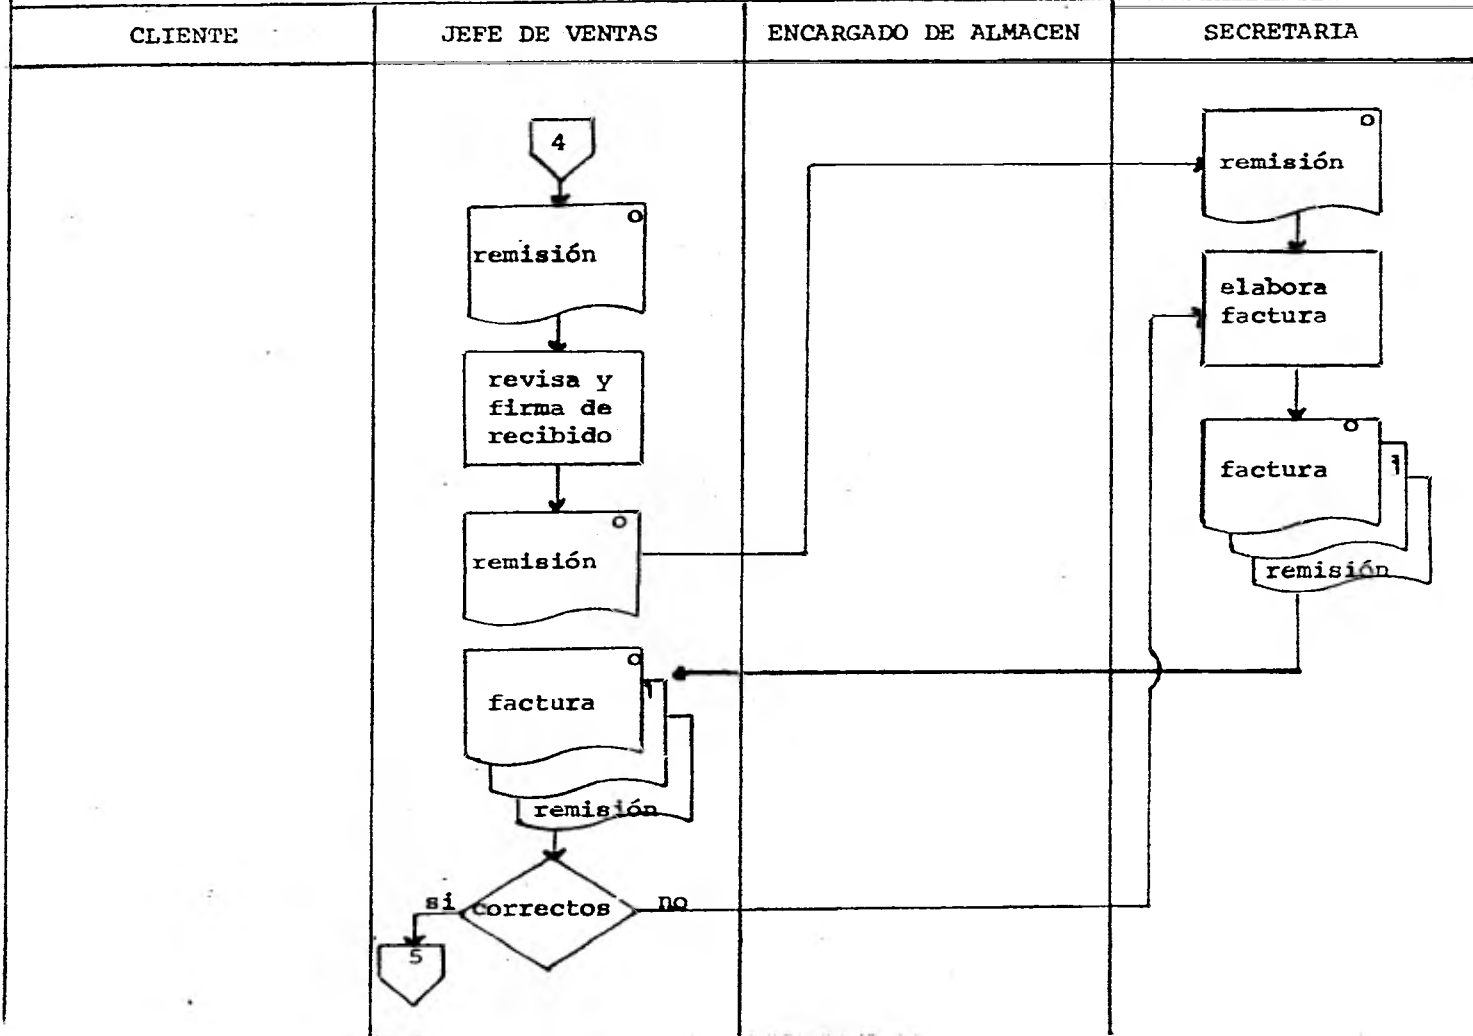 CLIENTE
JEFE DE VENTAS
ENCARGADO DE ALMACEN
SECRETARIA
4
O
remisión
revisa y
firma de
recibido
O
remisión
O
factura
1
remisión
si
correctos
no
5
O
remisión
elabora
factura
O
factura
1
remisión